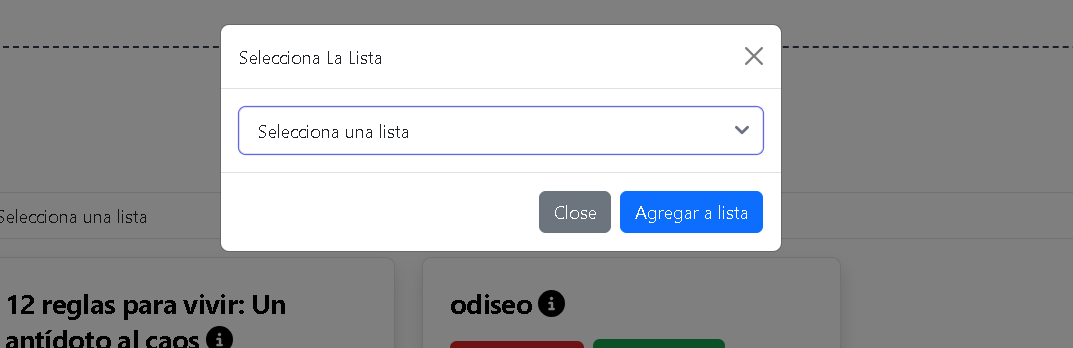 Selecciona La Lista
Selecciona una lista
Close
Agregar a lista
Selecciona una lista
12 reglas para vivir: Un
antídoto al caos
odiseo